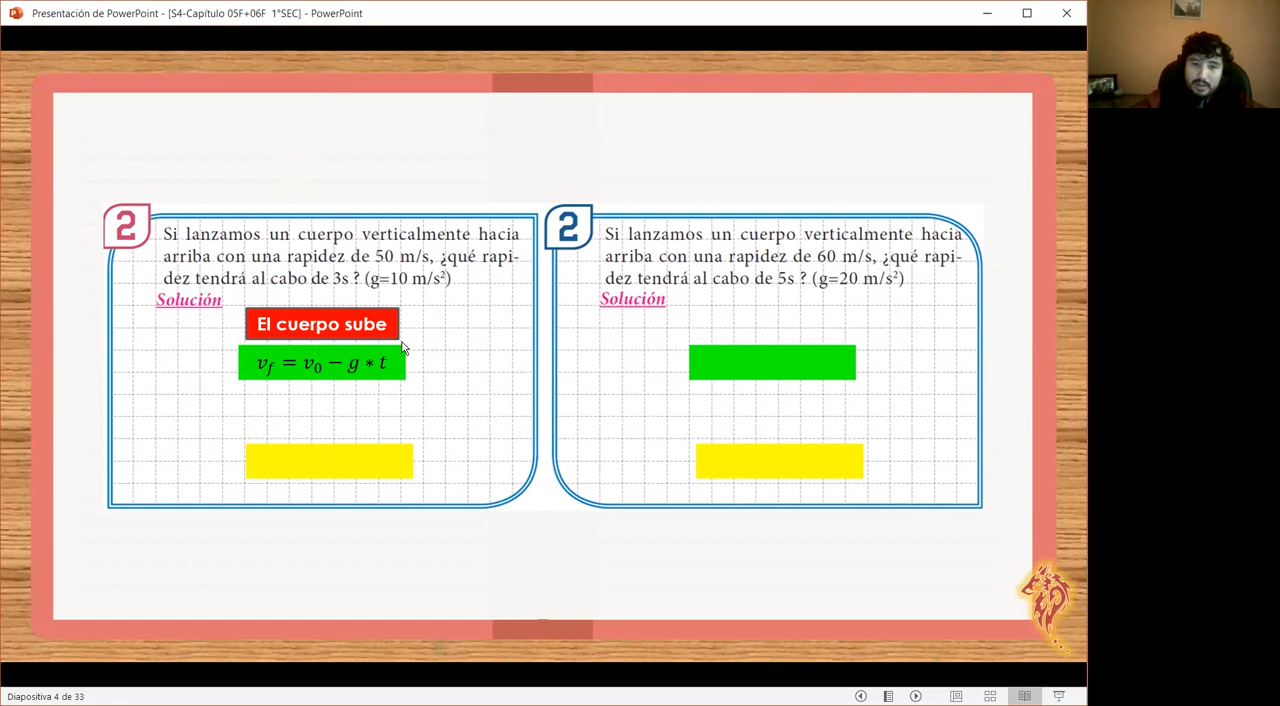 Presentación de PowerPoint - [S4-Capítulo 05F+06F 1°SEC] - PowerPoint
2
Si lanzamos un cuerpo verticalmente hacia
arriba con una rapidez de 50 m/s, ¿qué rapi-
dez tendrá al cabo de 3s ? (g=10 m/s²)
Solución
El cuerpo sube
v_f = v_0 − g ∗ t
2
Si lanzamos un cuerpo verticalmente hacia
arriba con una rapidez de 60 m/s, ¿qué rapi-
dez tendrá al cabo de 5s ? (g=20 m/s²)
Solución
Diapositiva 4 de 33